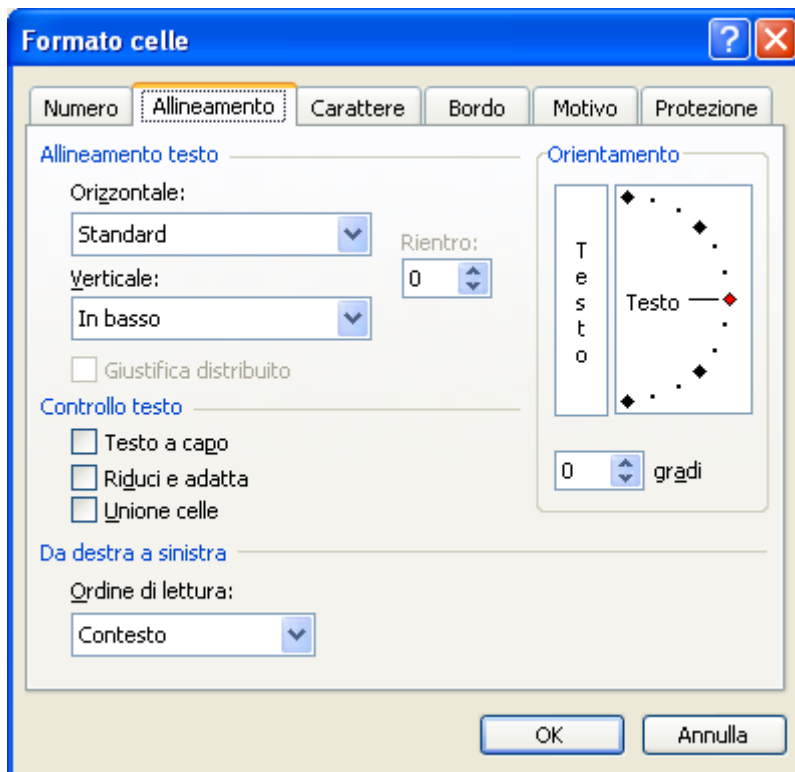 Formato celle
Numero Allineamento Carattere Bordo Motivo Protezione
Allineamento testo
Orizzontale:
Standard
Rientro:
0
Verticale:
In basso
Giustifica distribuito
Controllo testo
Testo a capo
Riduci e adatta
Unione celle
Orientamento
Testo
Testo
0 gradi
Da destra a sinistra
Ordine di lettura:
Contesto
OK Annulla